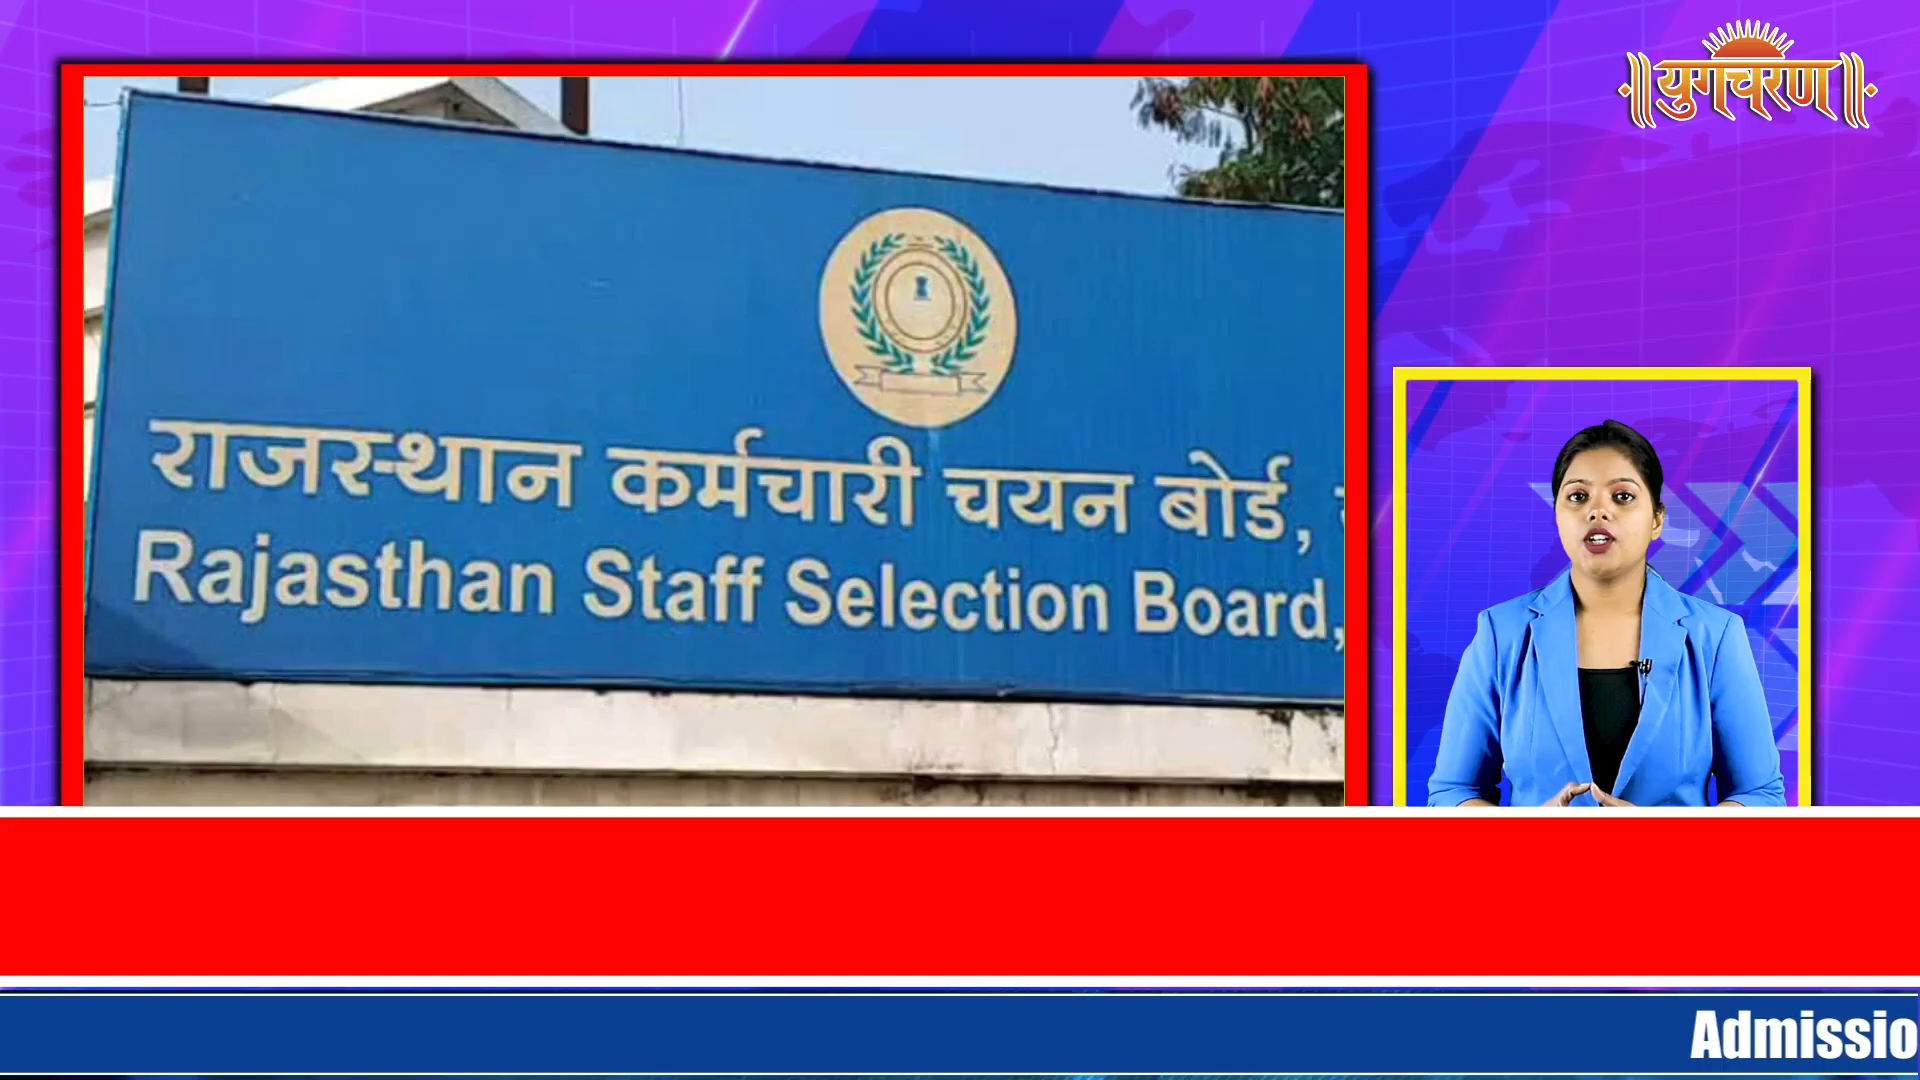 ॥युगचरण॥
राजस्थान कर्मचारी चयन बोर्ड,
Rajasthan Staff Selection Board,
Admissio